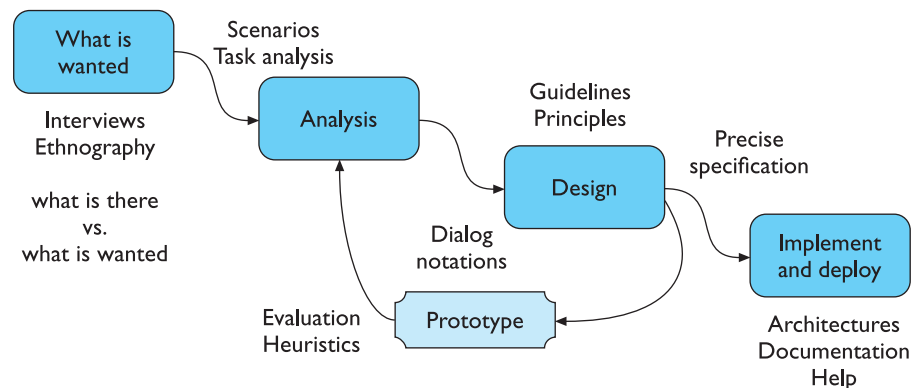 What is
wanted
Scenarios
Task analysis
Interviews
Ethnography
what is there
vs.
what is wanted
Analysis
Guidelines
Principles
Design
Precise
specification
Dialog
notations
Implement
and deploy
Evaluation
Heuristics
Prototype
Architectures
Documentation
Help